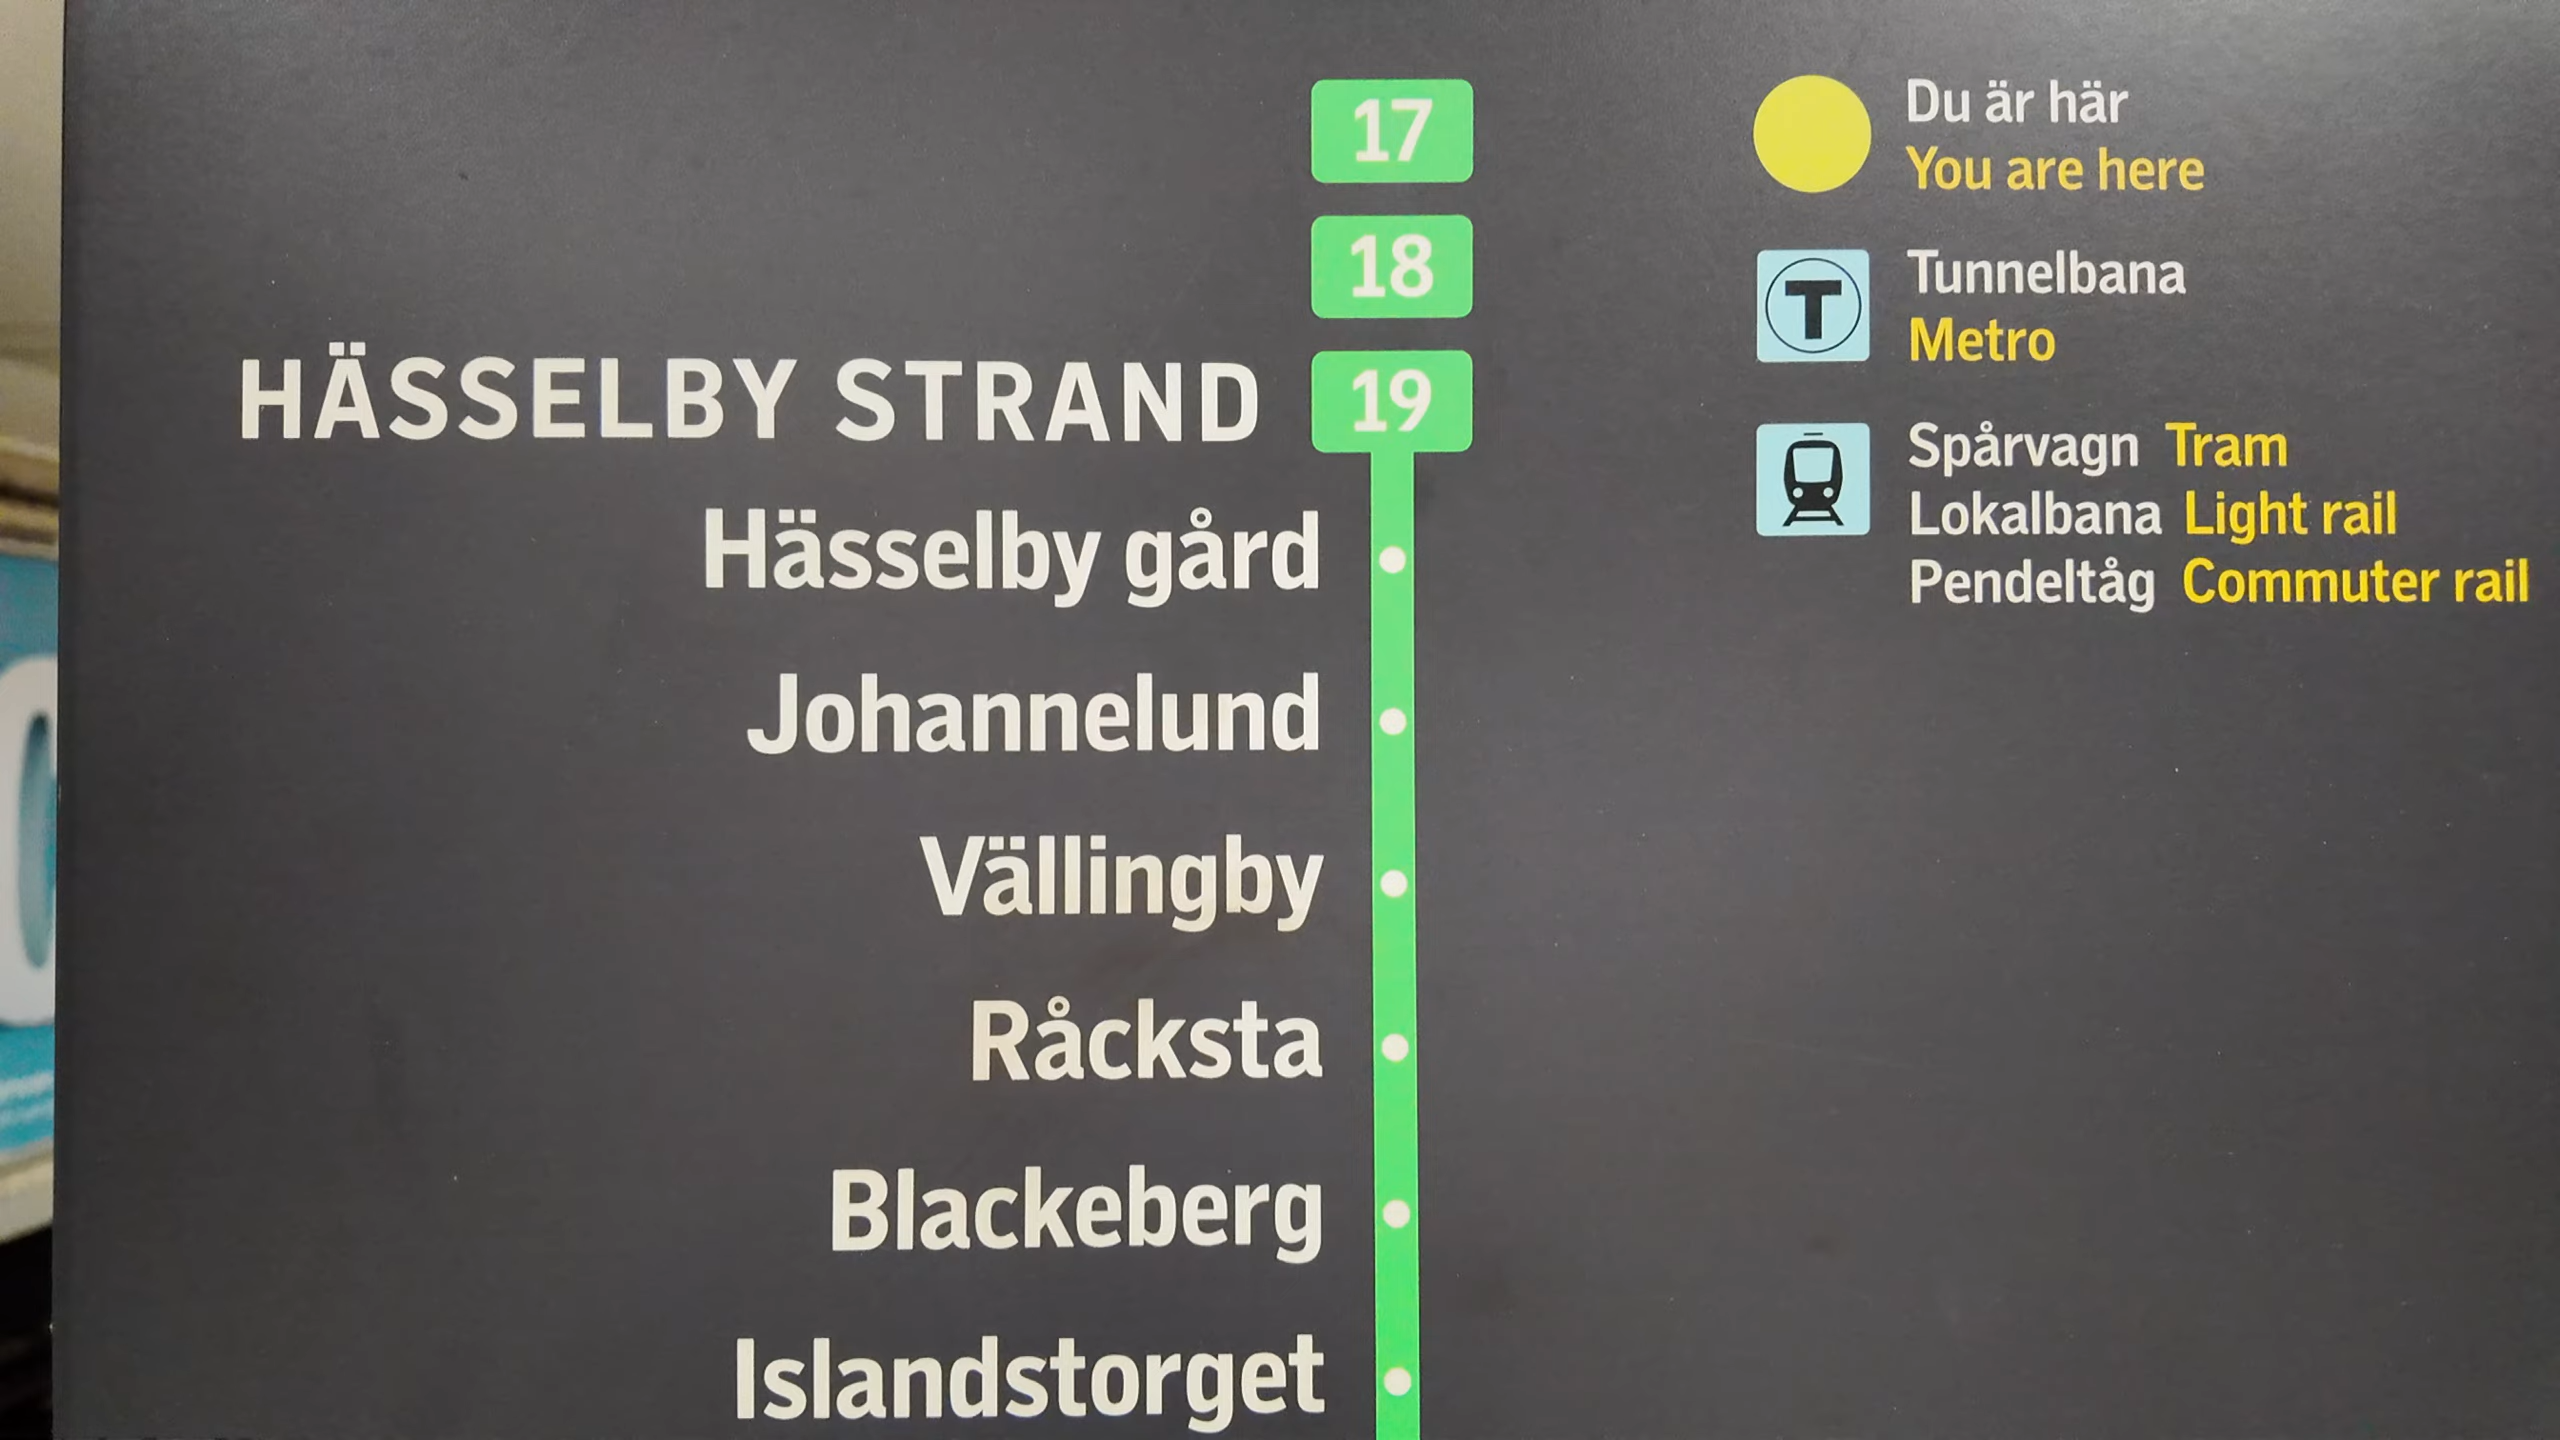 17
18
HÄSSELBY STRAND 19
Hässelby gård
Johannelund
Vällingby
Råcksta
Blackeberg
Islandstorget
Du är här
You are here
T
Tunnelbana
Metro
Spårvagn Tram
Lokalbana Light rail
Pendeltåg Commuter rail